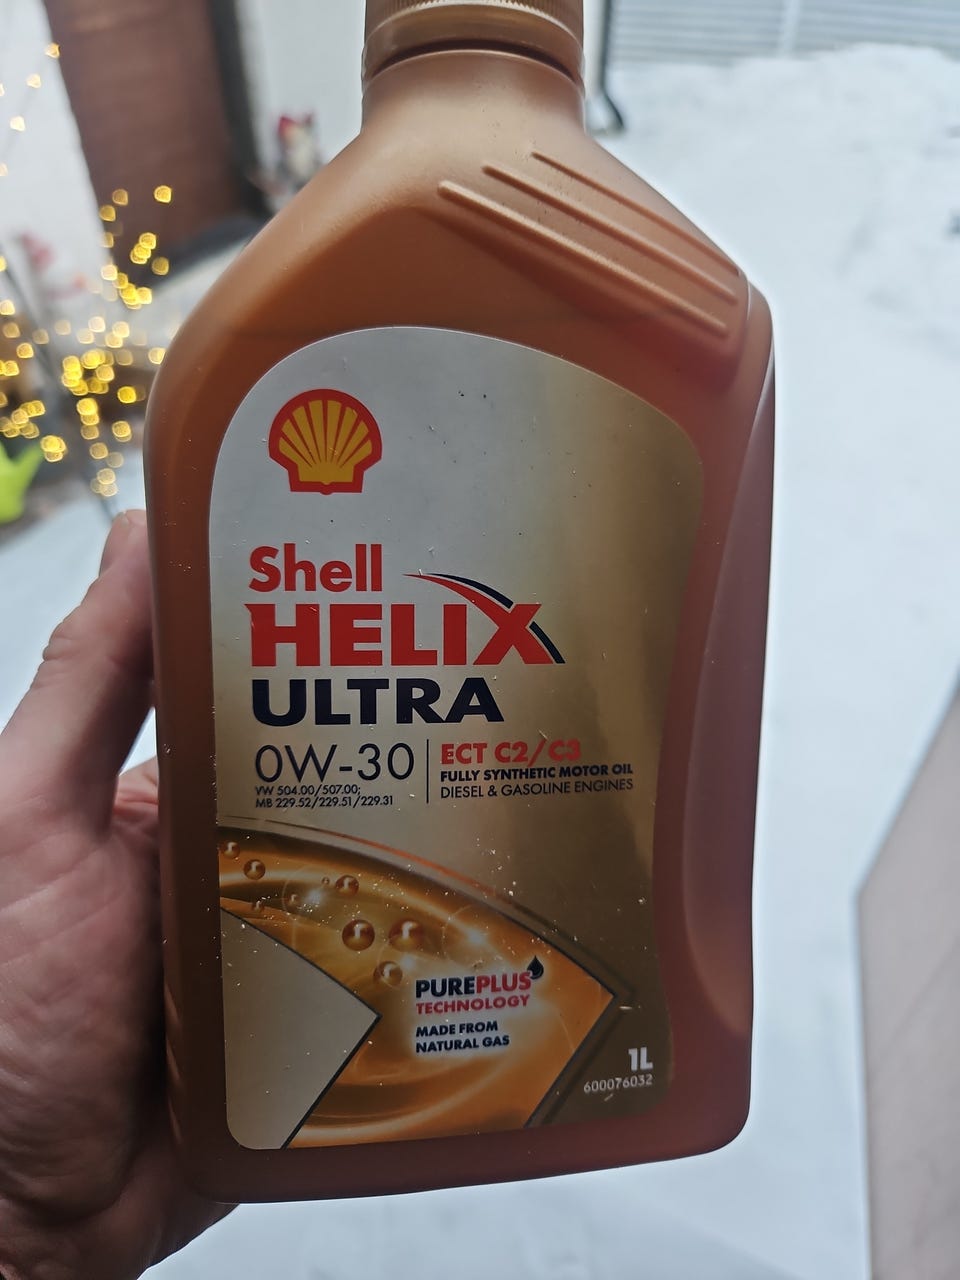 Shell
HELIX
ULTRA
0W-30
VW 504.00/507.00;
MB 229.52/229.51/229.31
ECT C2/C3
FULLY SYNTHETIC MOTOR OIL
DIESEL & GASOLINE ENGINES
PUREPLUS
TECHNOLOGY
MADE FROM
NATURAL GAS
1L
600076032